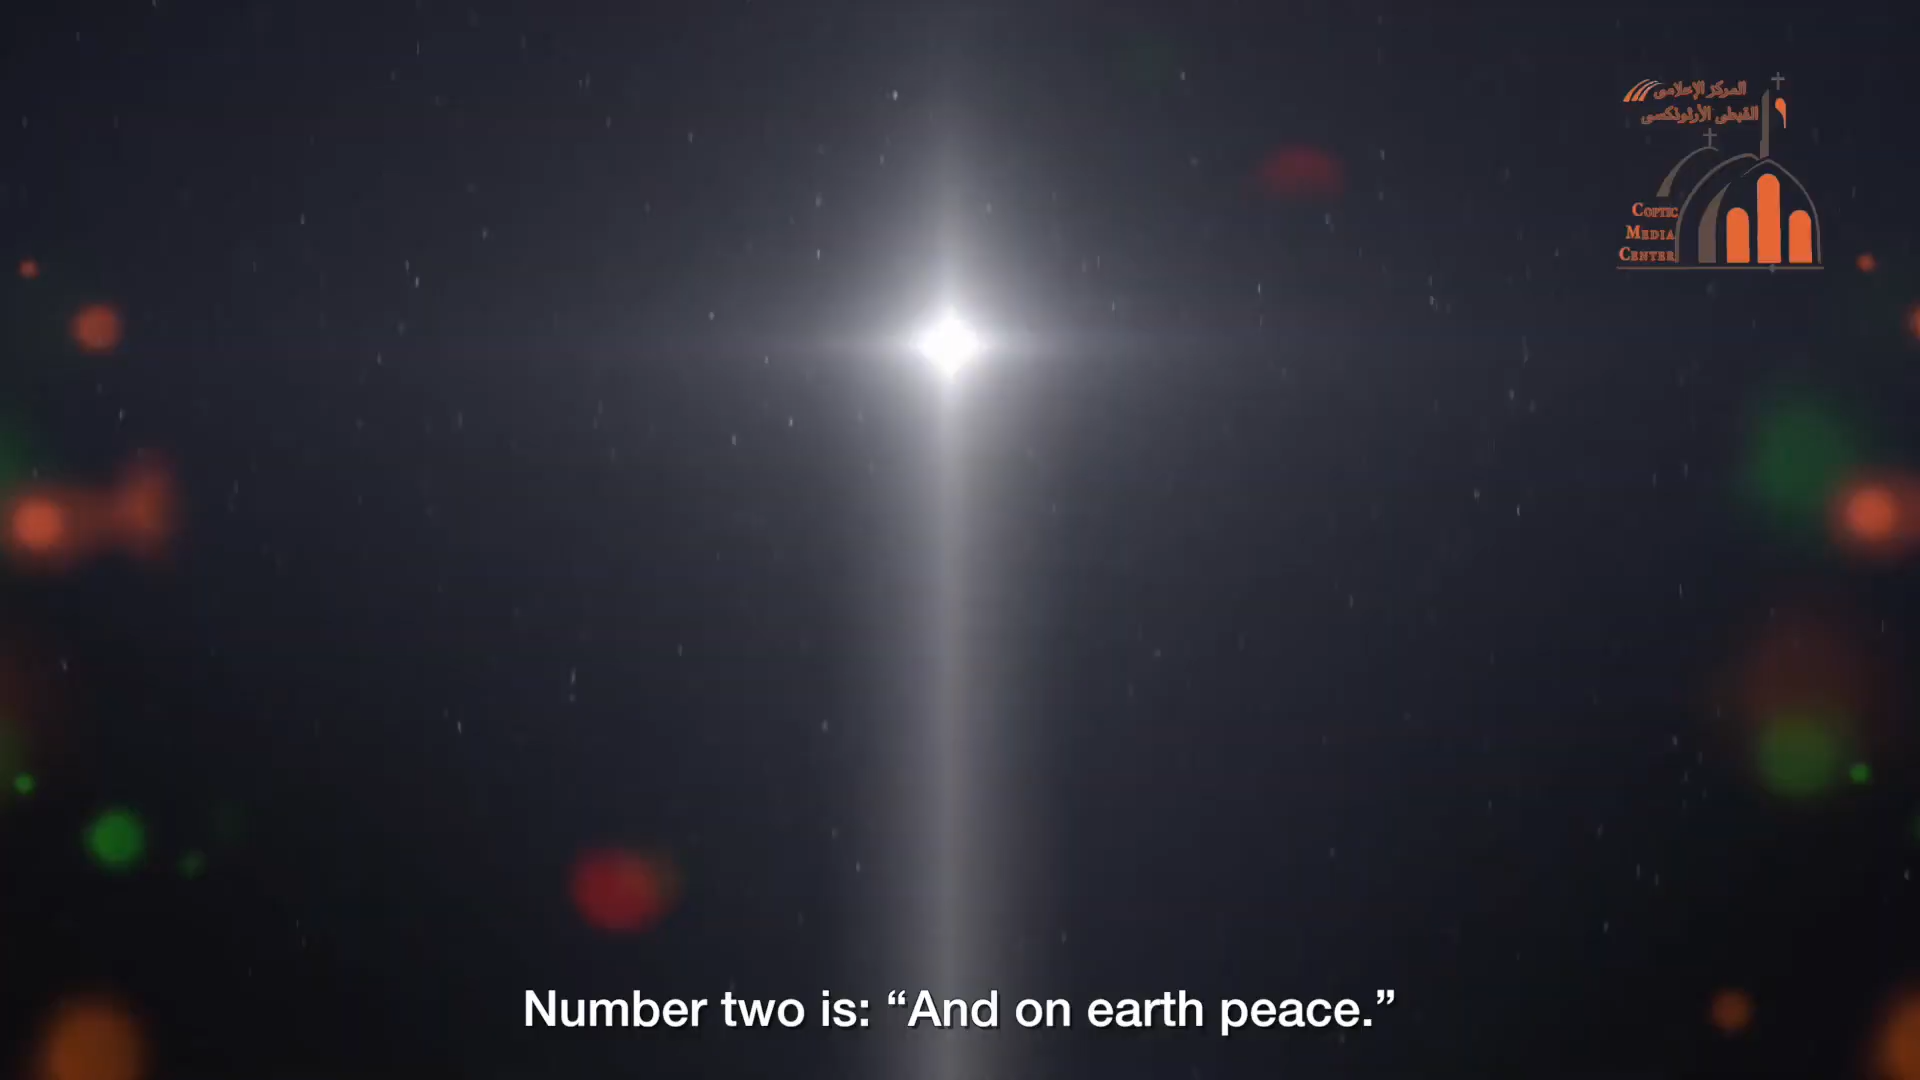 المركز الإعلامى
القبطى الأرثوذكسى
COPTIC
MEDIA
CENTER
Number two is: “And on earth peace.”